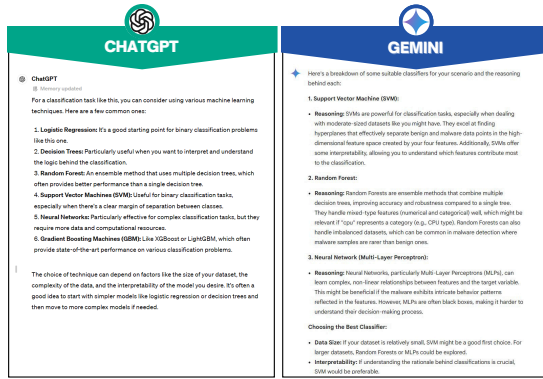 CHATGPT
ChatGPT
Memory updated
For a classification task like this, you can consider using various machine learning
techniques. Here are a few common ones:
1. Logistic Regression: It's a good starting point for binary classification problems
like this one.
2. Decision Trees: Particularly useful when you want to interpret and understand
the logic behind the classification.
3. Random Forest: An ensemble method that uses multiple decision trees, which
often provides better performance than a single decision tree.
4. Support Vector Machines (SVM): Useful for binary classification tasks,
especially when there's a clear margin of separation between classes.
5. Neural Networks: Particularly effective for complex classification tasks, but they
require more data and computational resources.
6. Gradient Boosting Machines (GBM): Like XGBoost or LightGBM, which often
provide state-of-the-art performance on various classification problems.
The choice of technique can depend on factors like the size of your dataset, the
complexity of the data, and the interpretability of the model you desire. It's often a
good idea to start with simpler models like logistic regression or decision trees and
then move to more complex models if needed.
GEMINI
Here's a breakdown of some suitable classifiers for your scenario and the reasoning
behind each:
1. Support Vector Machine (SVM):
• Reasoning: SVMs are powerful for classification tasks, especially when dealing
with moderate-sized datasets like you might have. They excel at finding
hyperplanes that effectively separate benign and malware data points in the high-
dimensional feature space created by your four features. Additionally, SVMs offer
some interpretability, allowing you to understand which features contribute most
to the classification.
2. Random Forest:
• Reasoning: Random Forests are ensemble methods that combine multiple
decision trees, improving accuracy and robustness compared to a single tree.
They handle mixed-type features (numerical and categorical) well, which might be
relevant if "cpu" represents a category (e.g., CPU type). Random Forests can also
handle imbalanced datasets, which can be common in malware detection where
malware samples are rarer than benign ones.
3. Neural Network (Multi-Layer Perceptron):
• Reasoning: Neural Networks, particularly Multi-Layer Perceptrons (MLPs), can
learn complex, non-linear relationships between features and the target variable.
This might be beneficial if the malware exhibits intricate behavior patterns
reflected in the features. However, MLPs are often black boxes, making it harder to
understand their decision-making process.
Choosing the Best Classifier:
• Data Size: If your dataset is relatively small, SVM might be a good first choice. For
larger datasets, Random Forests or MLPs could be explored.
• Interpretability: If understanding the rationale behind classifications is crucial,
SVM would be preferable.